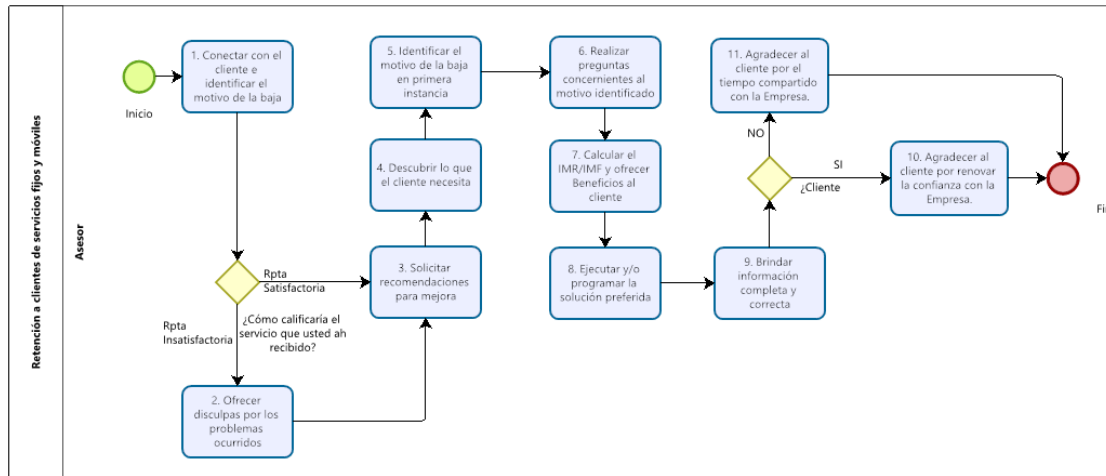 Retención a clientes de servicios fijos y móviles
Asesor
Inicio
1. Conectar con el
cliente e
identificar el
motivo de la baja
Rpta
Satisfactoria
¿Cómo calificaría el
servicio que usted ah
recibido?
Rpta
Insatisfactoria
2. Ofrecer
disculpas por los
problemas
ocurridos
3. Solicitar
recomendaciones
para mejora
4. Descubrir lo que
el cliente necesita
5. Identificar el
motivo de la baja
en primera
instancia
6. Realizar
preguntas
concernientes al
motivo identificado
7. Calcular el
IMR/IMF y ofrecer
Beneficios al
cliente
8. Ejecutar y/o
programar la
solución preferida
9. Brindar
información
completa y
correcta
NO
SI
¿Cliente
11. Agradecer al
cliente por el
tiempo compartido
con la Empresa.
10. Agradecer al
cliente por renovar
la confianza con la
Empresa.